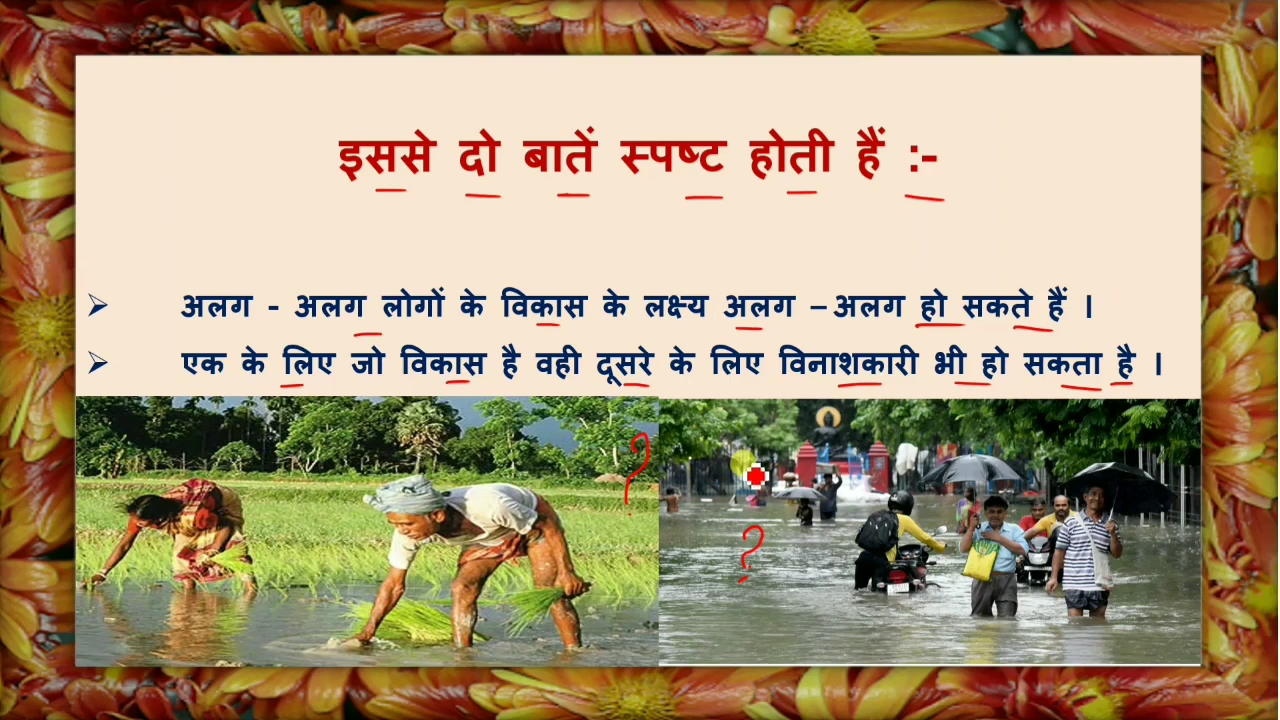 इससे दो बातें स्पष्ट होती हैं :-
अलग - अलग लोगों के विकास के लक्ष्य अलग – अलग हो सकते हैं ।
एक के लिए जो विकास है वही दूसरे के लिए विनाशकारी भी हो सकता है ।
?
?